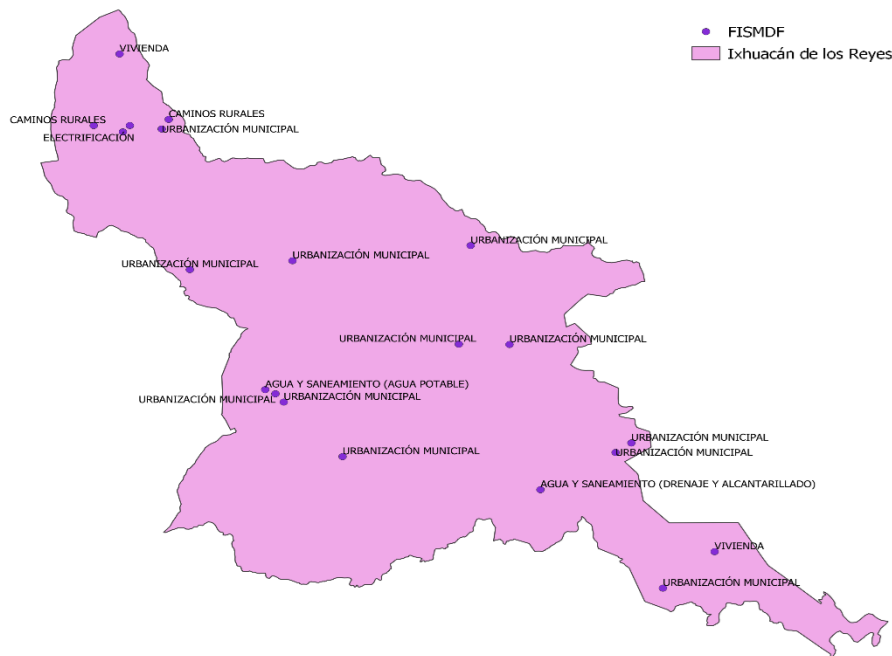 FISMDF
Ixhuacán de los Reyes
VIVIENDA
CAMINOS RURALES
CAMINOS RURALES
URBANIZACIÓN MUNICIPAL
ELECTRIFICACIÓN
URBANIZACIÓN MUNICIPAL
URBANIZACIÓN MUNICIPAL
URBANIZACIÓN MUNICIPAL
URBANIZACIÓN MUNICIPAL
URBANIZACIÓN MUNICIPAL
AGUA Y SANEAMIENTO (AGUA POTABLE)
URBANIZACIÓN MUNICIPAL
URBANIZACIÓN MUNICIPAL
URBANIZACIÓN MUNICIPAL
URBANIZACIÓN MUNICIPAL
URBANIZACIÓN MUNICIPAL
AGUA Y SANEAMIENTO (DRENAJE Y ALCANTARILLADO)
VIVIENDA
URBANIZACIÓN MUNICIPAL